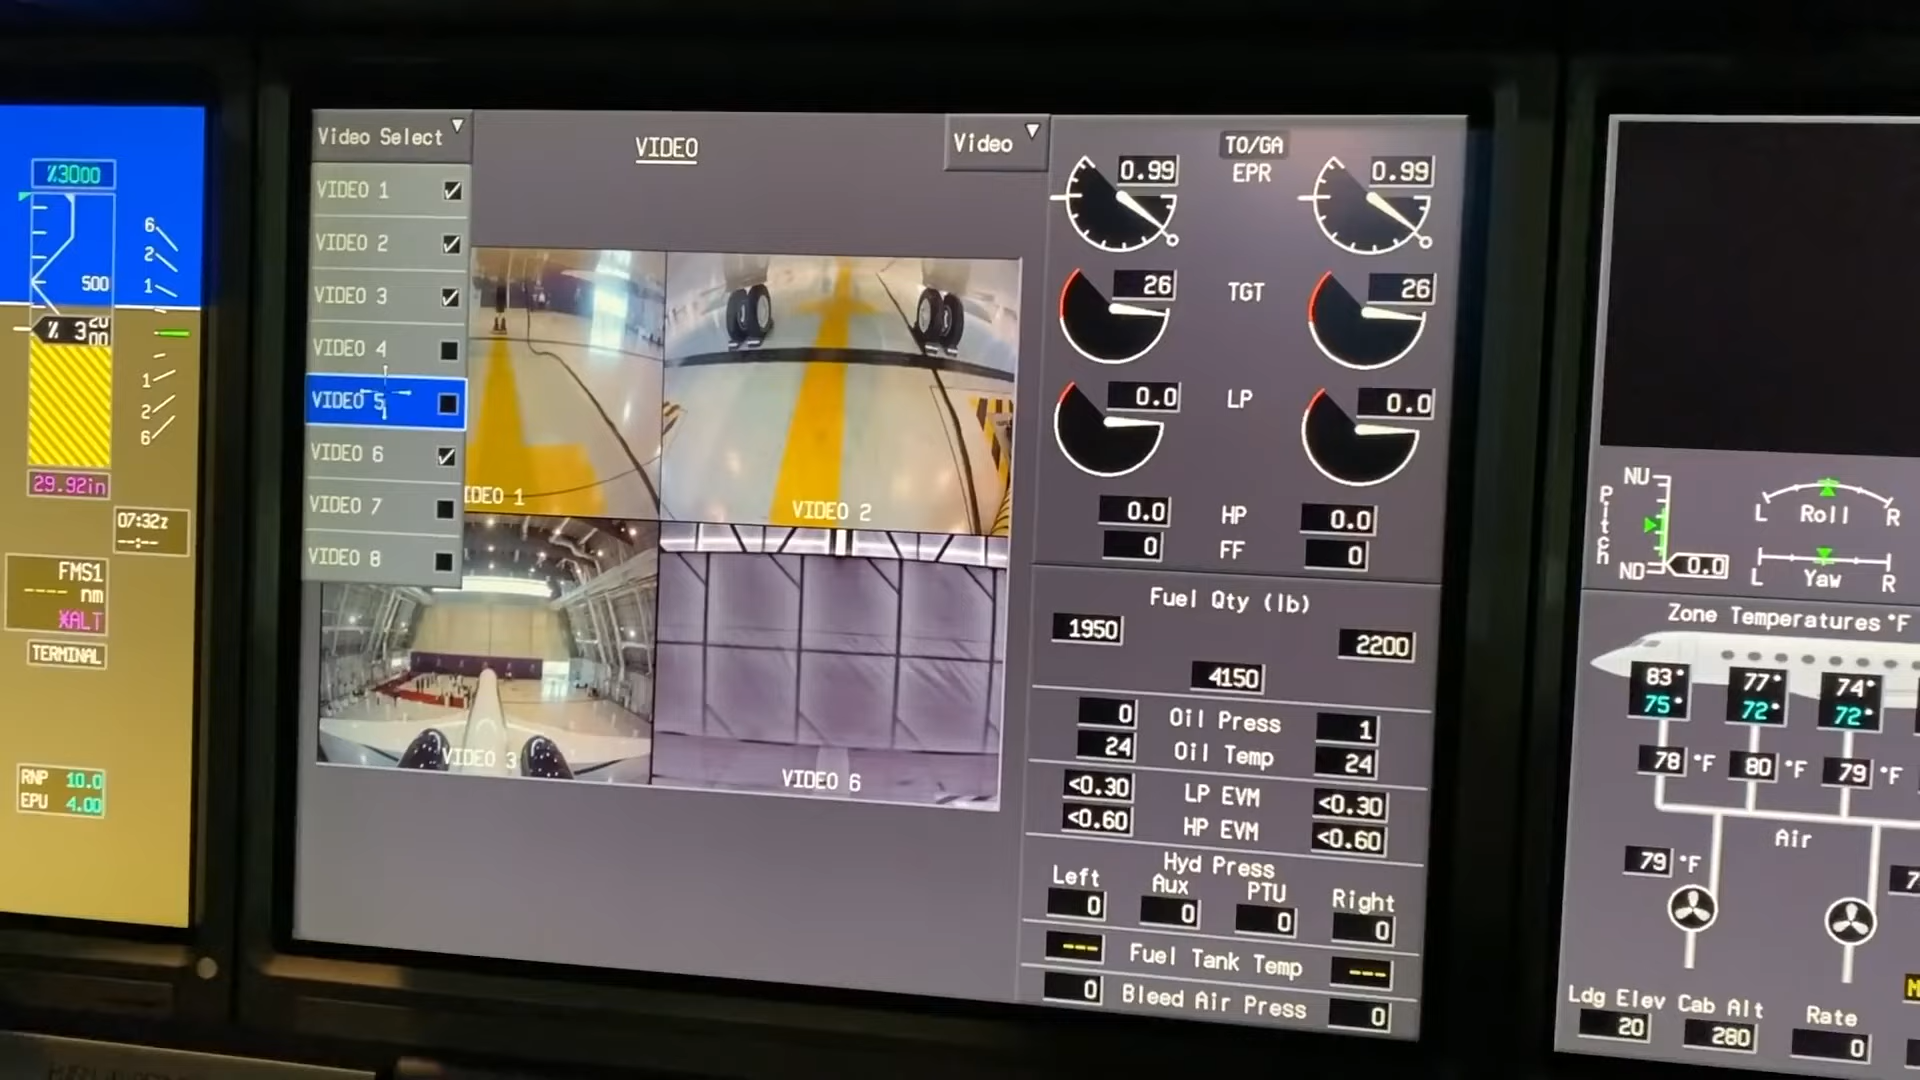 ⁒3000
6
2
1
500
⁒ 3 20
00
1
2
6
29.92in
07:32z
--:--
FMS1
---- nm
XALT
TERMINAL
RNP 10.0
EPU 4.00
Video Select
VIDEO 1
VIDEO 2
VIDEO 3
VIDEO 4
VIDEO 5
VIDEO 6
VIDEO 7
VIDEO 8
VIDEO
Video
IDEO 1
VIDEO 2
VIDEO 3
VIDEO 6
TO/GA
0.99 EPR 0.99
26 TGT 26
0.0 LP 0.0
0.0 HP 0.0
0 FF 0
Fuel Qty (lb)
1950 2200
4150
0 Oil Press 1
24 Oil Temp 24
<0.30 LP EVM <0.30
<0.60 HP EVM <0.60
Hyd Press
Left Aux PTU Right
0 0 0 0
--- Fuel Tank Temp ---
0 Bleed Air Press 0
Pitch
NU
ND
0.0
L Roll R
L Yaw R
Zone Temperatures °F
83° 77° 74°
75° 72° 72°
78 °F 80 °F 79 °F
Air
79 °F
Ldg Elev Cab Alt Rate
20 280 0